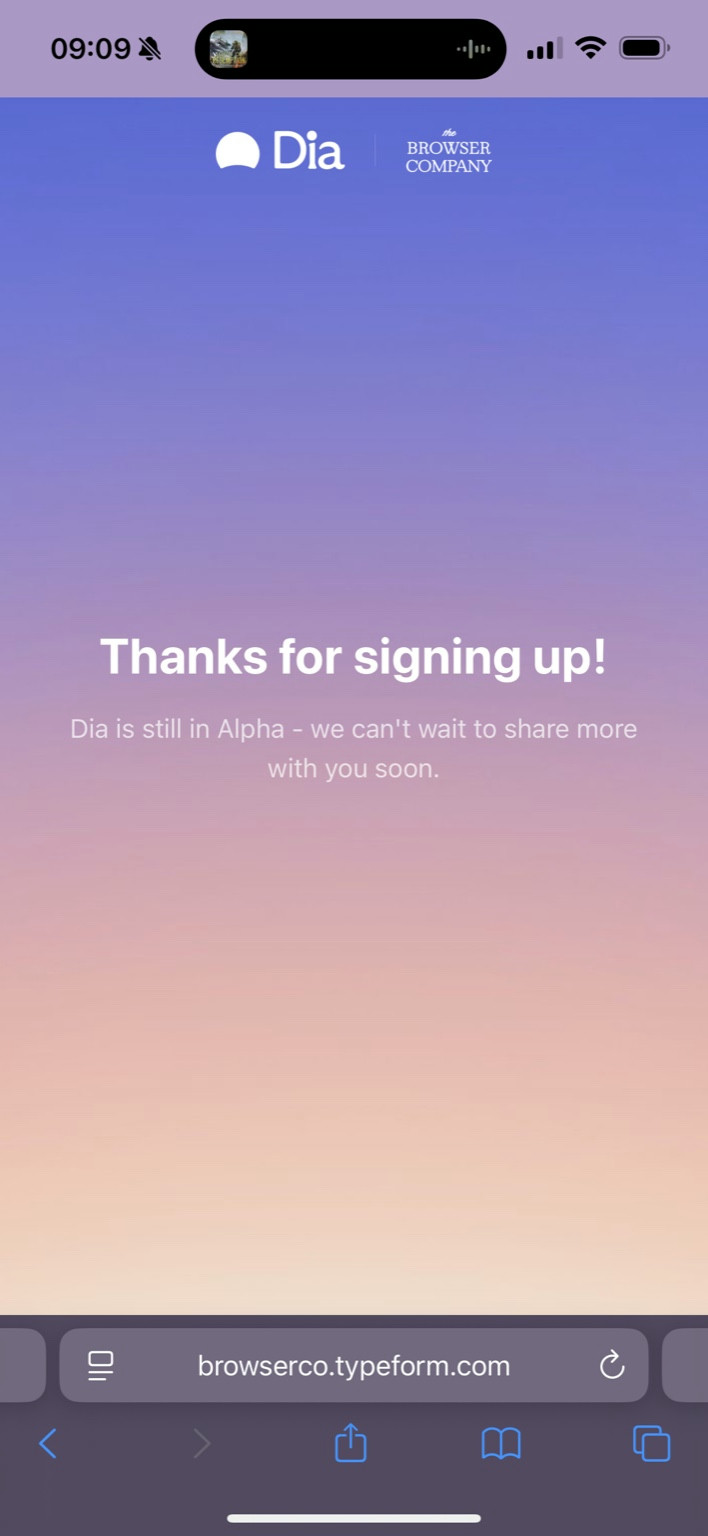 09:09
Dia
the
BROWSER
COMPANY
Thanks for signing up!
Dia is still in Alpha - we can't wait to share more
with you soon.
browserco.typeform.com